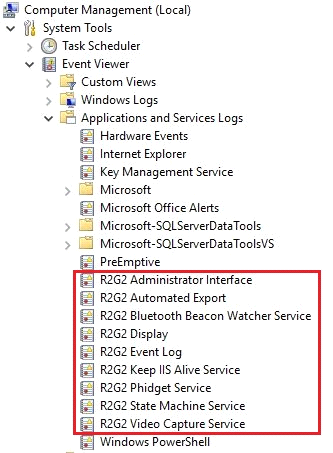 Computer Management (Local)
System Tools
Task Scheduler
Event Viewer
Custom Views
Windows Logs
Applications and Services Logs
Hardware Events
Internet Explorer
Key Management Service
Microsoft
Microsoft Office Alerts
Microsoft-SQLServerDataTools
Microsoft-SQLServerDataToolsVS
PreEmptive
R2G2 Administrator Interface
R2G2 Automated Export
R2G2 Bluetooth Beacon Watcher Service
R2G2 Display
R2G2 Event Log
R2G2 Keep IIS Alive Service
R2G2 Phidget Service
R2G2 State Machine Service
R2G2 Video Capture Service
Windows PowerShell